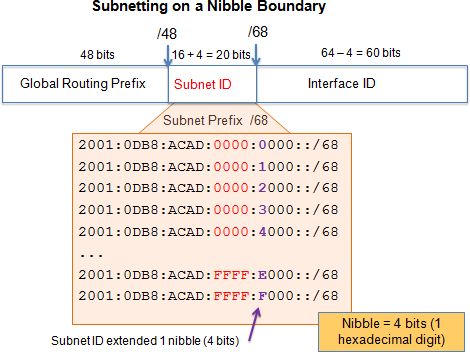 Subnetting on a Nibble Boundary
/48
/68
48 bits
16 + 4 = 20 bits
64 – 4 = 60 bits
Global Routing Prefix
Subnet ID
Interface ID
Subnet Prefix /68
2001:0DB8:ACAD:0000:0000::/68
2001:0DB8:ACAD:0000:1000::/68
2001:0DB8:ACAD:0000:2000::/68
2001:0DB8:ACAD:0000:3000::/68
2001:0DB8:ACAD:0000:4000::/68
...
2001:0DB8:ACAD:FFFF:E000::/68
2001:0DB8:ACAD:FFFF:F000::/68
Nibble = 4 bits (1
hexadecimal digit)
Subnet ID extended 1 nibble (4 bits)